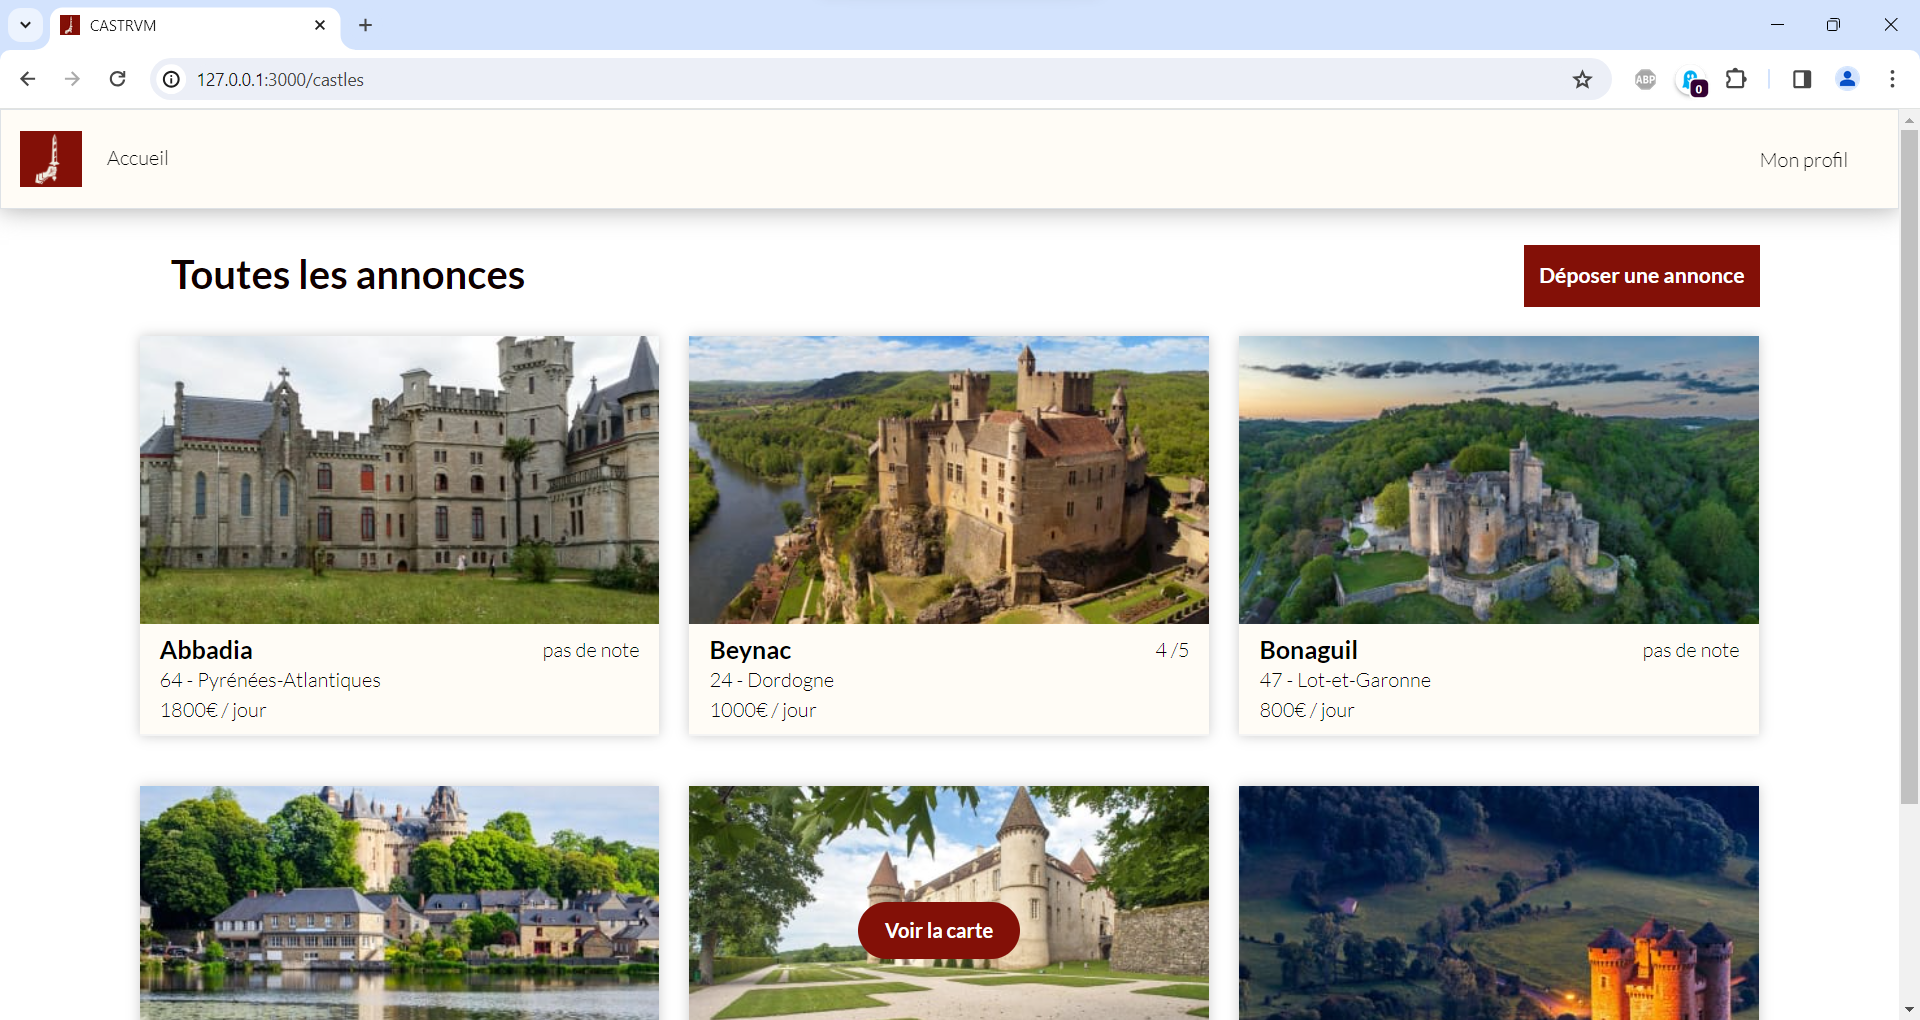 CASTRVM
127.0.0.1:3000/castles
ABP
0
Accueil
Mon profil
Toutes les annonces
Déposer une annonce
Abbadia
pas de note
64 - Pyrénées-Atlantiques
1800€ / jour
Beynac
4 /5
24 - Dordogne
1000€ / jour
Bonaguil
pas de note
47 - Lot-et-Garonne
800€ / jour
Voir la carte